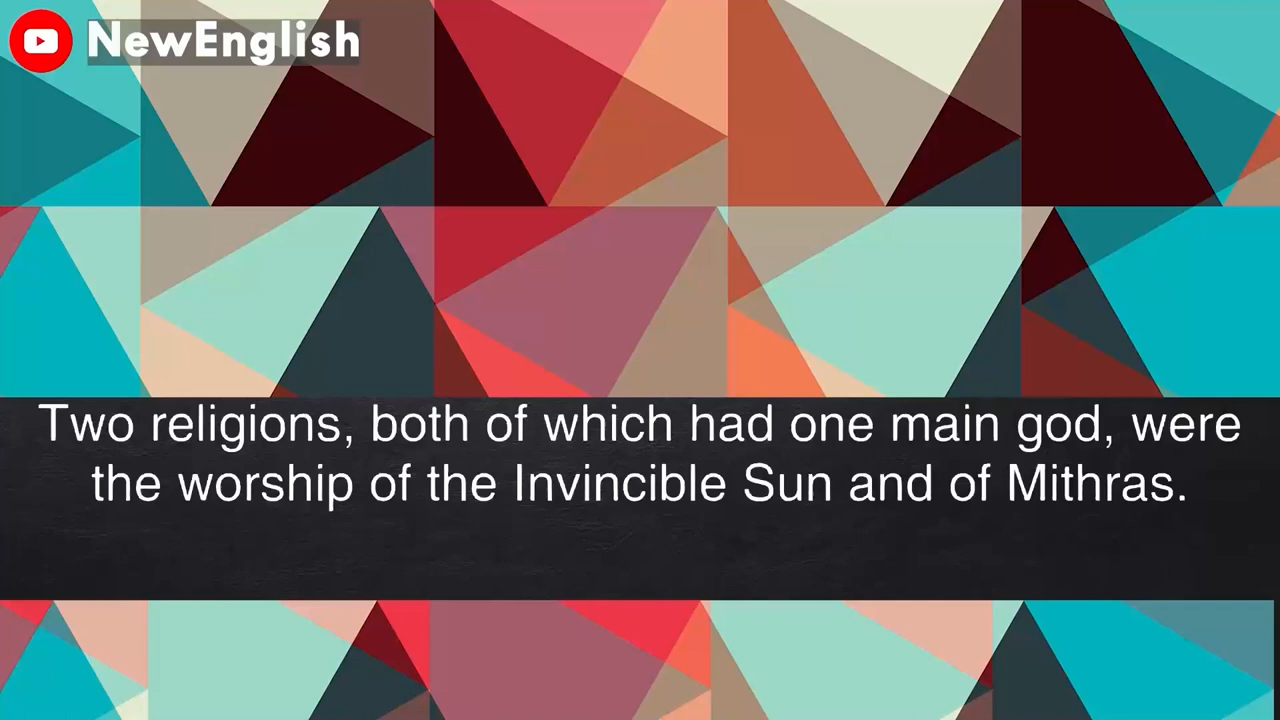 NewEnglish
Two religions, both of which had one main god, were
the worship of the Invincible Sun and of Mithras.